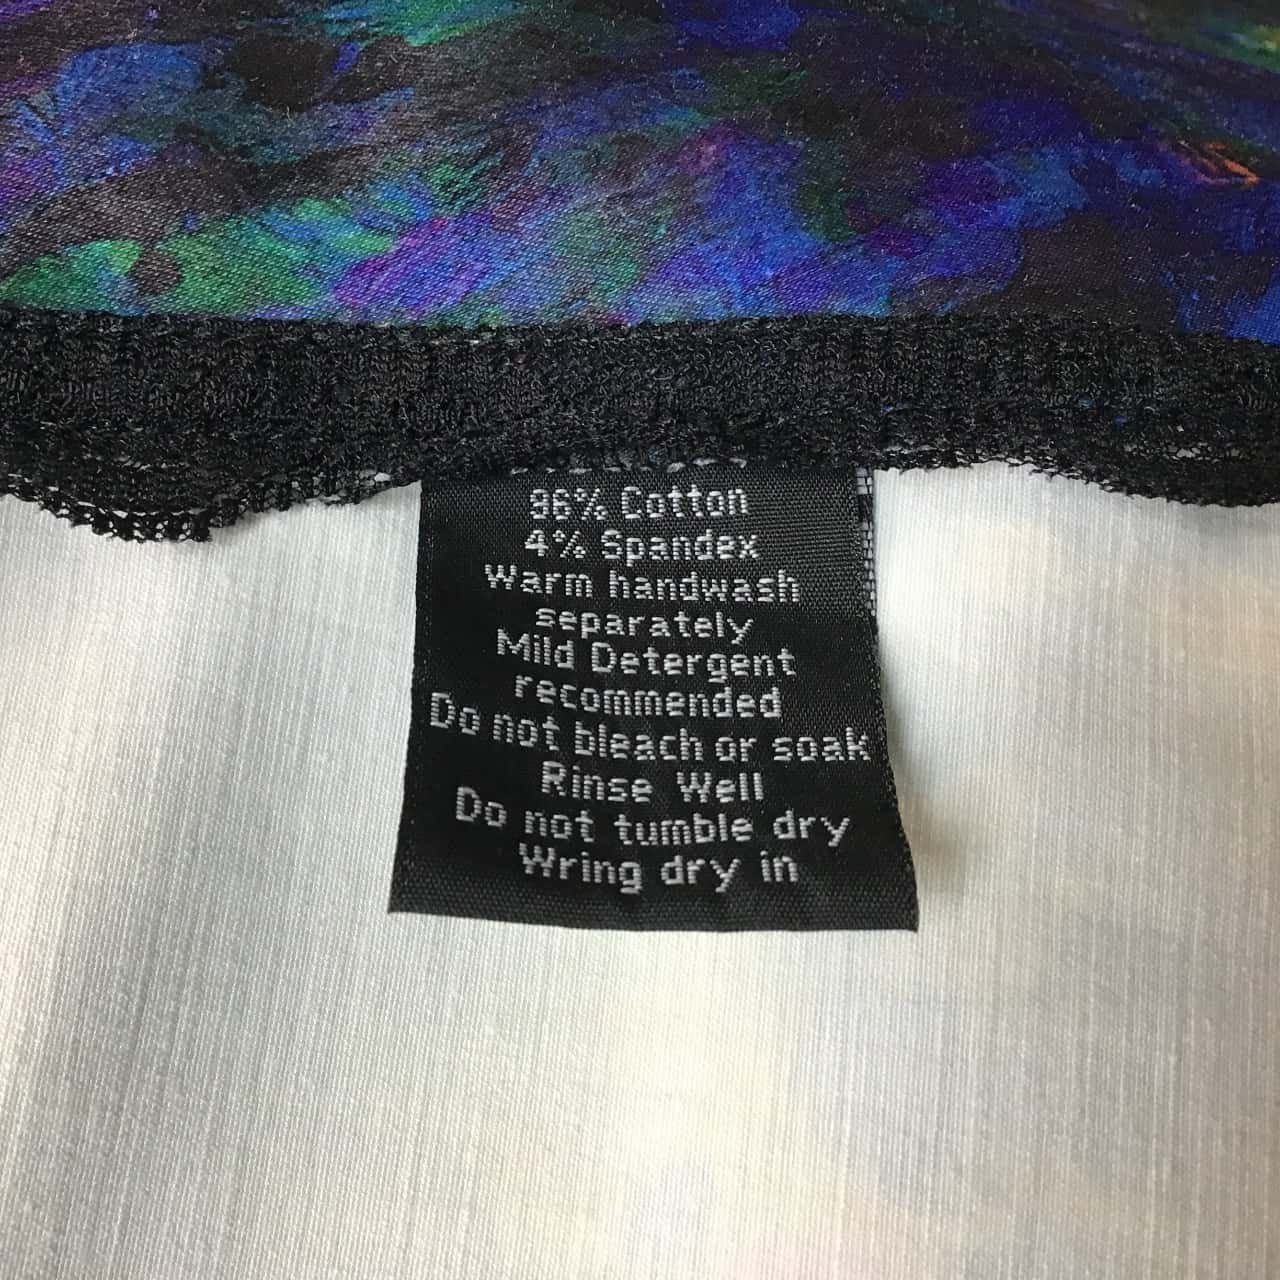 96% Cotton
4% Spandex
Warm handwash
separately
Mild Detergent
recommended
Do not bleach or soak
Rinse Well
Do not tumble dry
Wring dry in